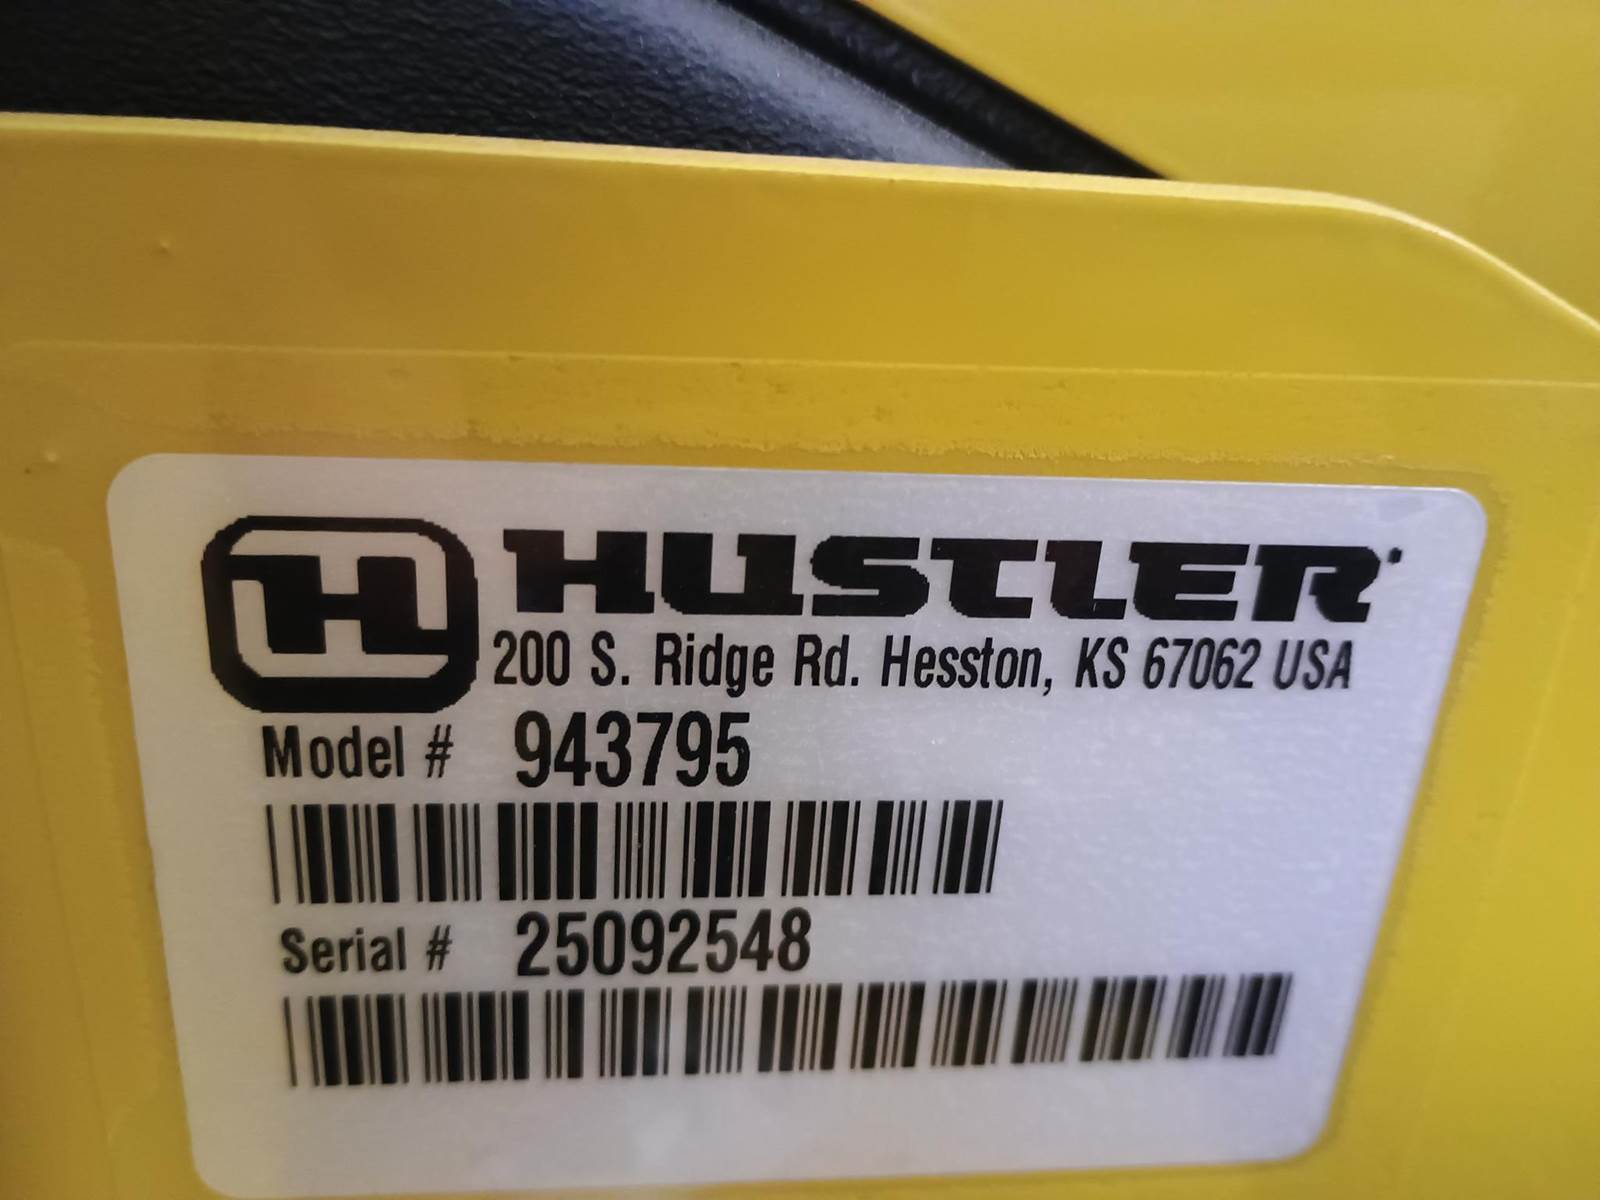 H HUSTLER
200 S. Ridge Rd. Hesston, KS 67062 USA
Model # 943795
Serial # 25092548